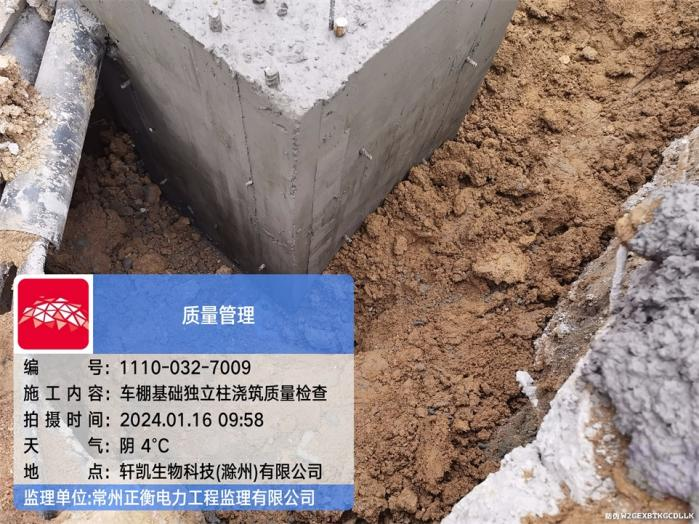 质量管理
编 号：1110-032-7009
施工内容：车棚基础独立柱浇筑质量检查
拍摄时间：2024.01.16 09:58
天 气：阴 4℃
地 点：轩凯生物科技(滁州)有限公司
监理单位:常州正衡电力工程监理有限公司
防伪 W2GEXBTKGCDLLK